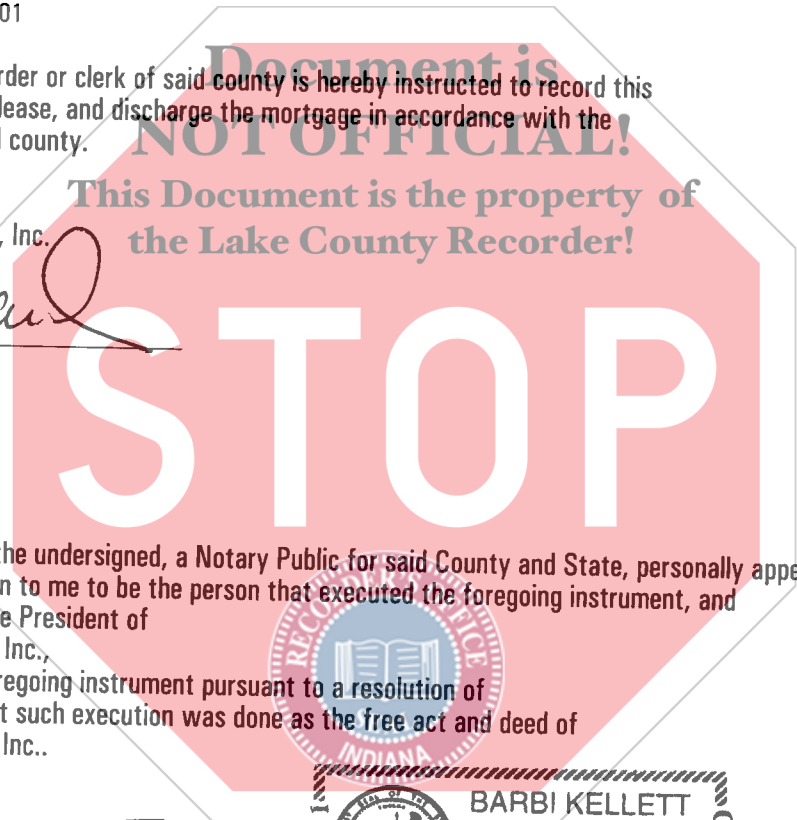 01
Document is
rder or clerk of said county is hereby instructed to record this
lease, and discharge the mortgage in accordance with the
county.
NOT OFFICIAL!
This Document is the property of
the Lake County Recorder!
, Inc.
STOP
the undersigned, a Notary Public for said County and State, personally appe
n to me to be the person that executed the foregoing instrument, and
e President of
Inc.,
regoing instrument pursuant to a resolution of
t such execution was done as the free act and deed of
Inc..
RECORDER'S OFFICE
INDIANA
BARBI KELLETT